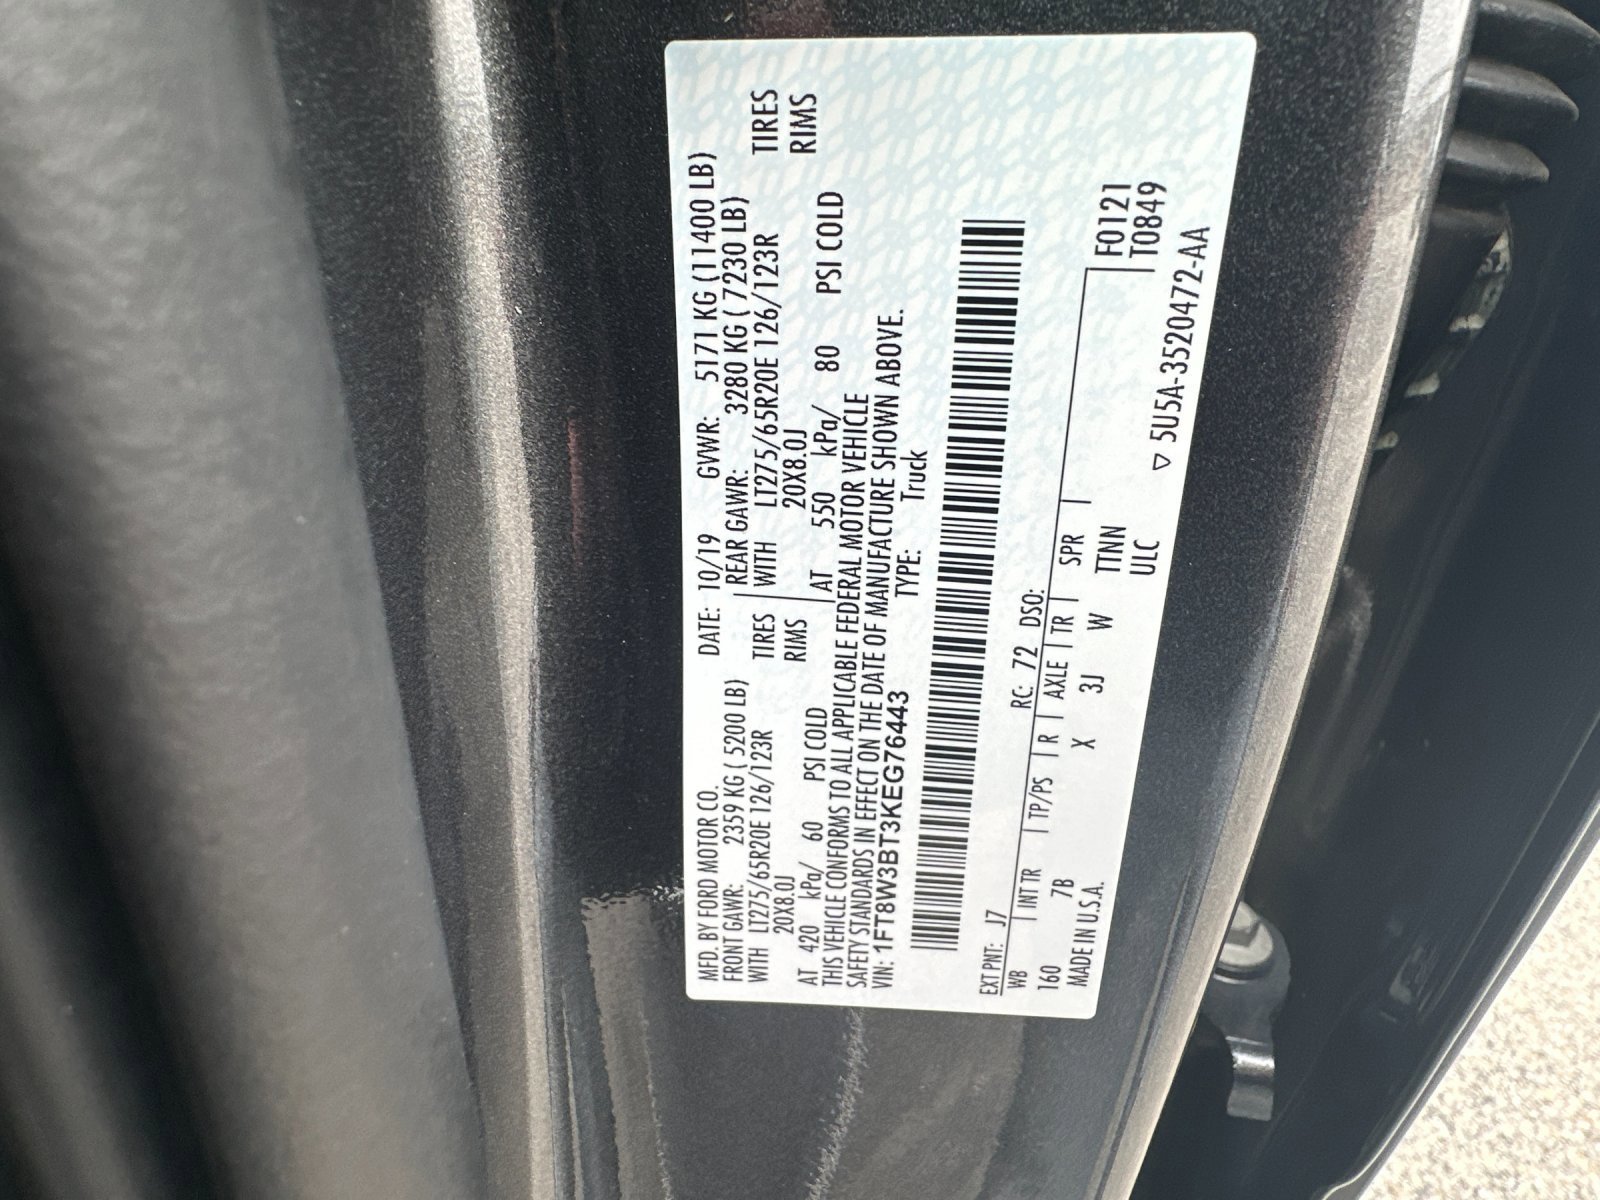 MFD. BY FORD MOTOR CO. DATE: 10/19 GVWR: 5171 KG (11400 LB)
FRONT GAWR: 2359 KG ( 5200 LB) REAR GAWR: 3280 KG ( 7230 LB)
WITH LT275/65R20E 126/123R TIRES WITH LT275/65R20E 126/123R TIRES
20X8.0J RIMS 20X8.0J RIMS
AT 420 kPa/ 60 PSI COLD AT 550 kPa/ 80 PSI COLD
THIS VEHICLE CONFORMS TO ALL APPLICABLE FEDERAL MOTOR VEHICLE
SAFETY STANDARDS IN EFFECT ON THE DATE OF MANUFACTURE SHOWN ABOVE.
VIN: 1FT8W3BT3KEG76443 TYPE: Truck
EXT PNT: J7 RC: 72 DSO: F0121
WB | INT TR | TP/PS | R | AXLE | TR | SPR | T0849
160 7B X 3J W TTNN
MADE IN U.S.A. ULC ▽ 5U5A-3520472-AA